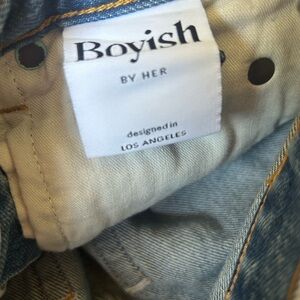 Boyish
BY HER
designed in
LOS ANGELES